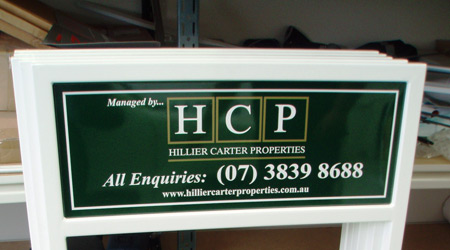 Managed by...
HCP
HILLIER CARTER PROPERTIES
All Enquiries: (07) 3839 8688
www.hilliercarterproperties.com.au